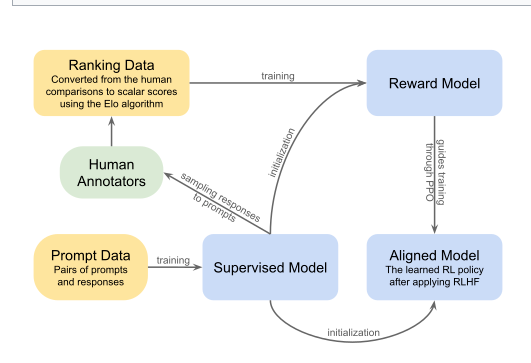 Ranking Data
Converted from the human
comparisons to scalar scores
using the Elo algorithm
training
Reward Model
initialization
guides training
through PPO
Human
Annotators
sampling responses
to prompts
Prompt Data
Pairs of prompts
and responses
training
Supervised Model
Aligned Model
The learned RL policy
after applying RLHF
initialization